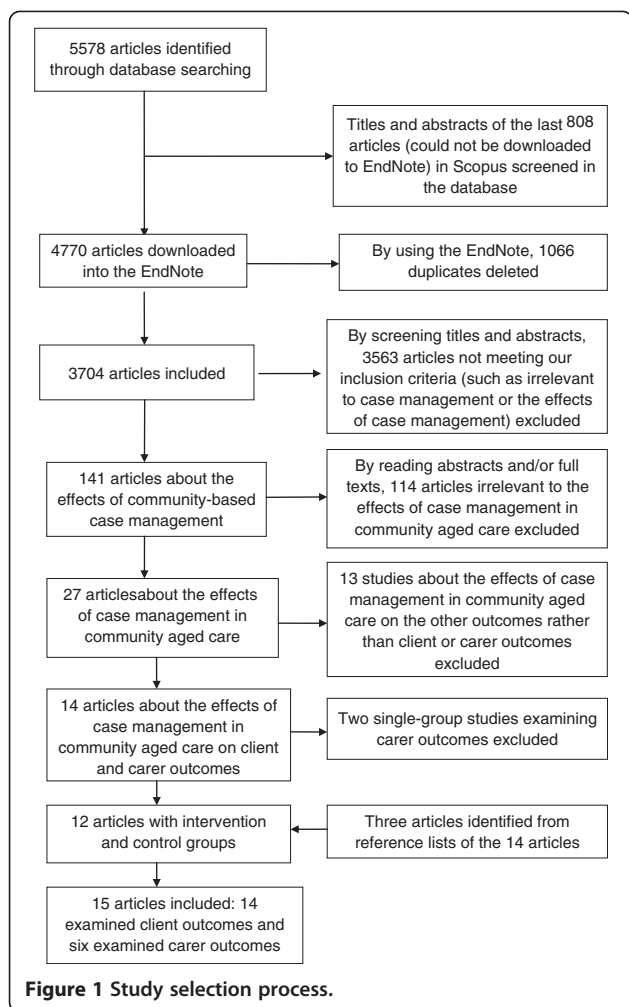 5578 articles identified
through database searching
Titles and abstracts of the last 808
articles (could not be downloaded
to EndNote) in Scopus screened in
the database
4770 articles downloaded
into the EndNote
By using the EndNote, 1066
duplicates deleted
3704 articles included
By screening titles and abstracts,
3563 articles not meeting our
inclusion criteria (such as irrelevant
to case management or the effects
of case management) excluded
141 articles about the
effects of community-based
case management
By reading abstracts and/or full
texts, 114 articles irrelevant to the
effects of case management in
community aged care excluded
27 articlesabout the effects
of case management in
community aged care
13 studies about the effects of case
management in community aged
care on the other outcomes rather
than client or carer outcomes
excluded
14 articles about the effects of
case management in
community aged care on client
and carer outcomes
Two single-group studies examining
carer outcomes excluded
12 articles with intervention
and control groups
Three articles identified from
reference lists of the 14 articles
15 articles included: 14
examined client outcomes and
six examined carer outcomes
Figure 1 Study selection process.